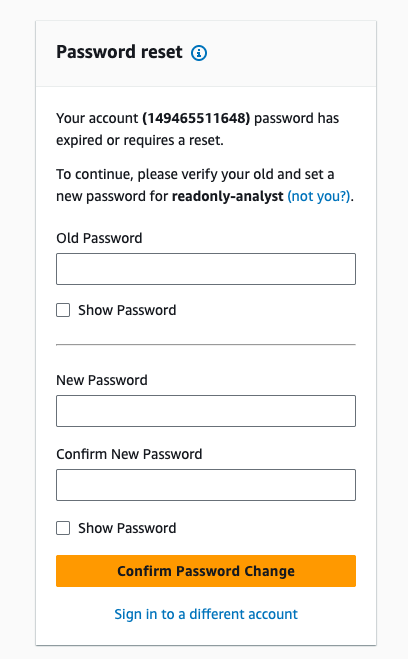 Password reset
Your account (149465511648) password has
expired or requires a reset.
To continue, please verify your old and set a
new password for readonly-analyst (not you?).
Old Password
Show Password
New Password
Confirm New Password
Show Password
Confirm Password Change
Sign in to a different account